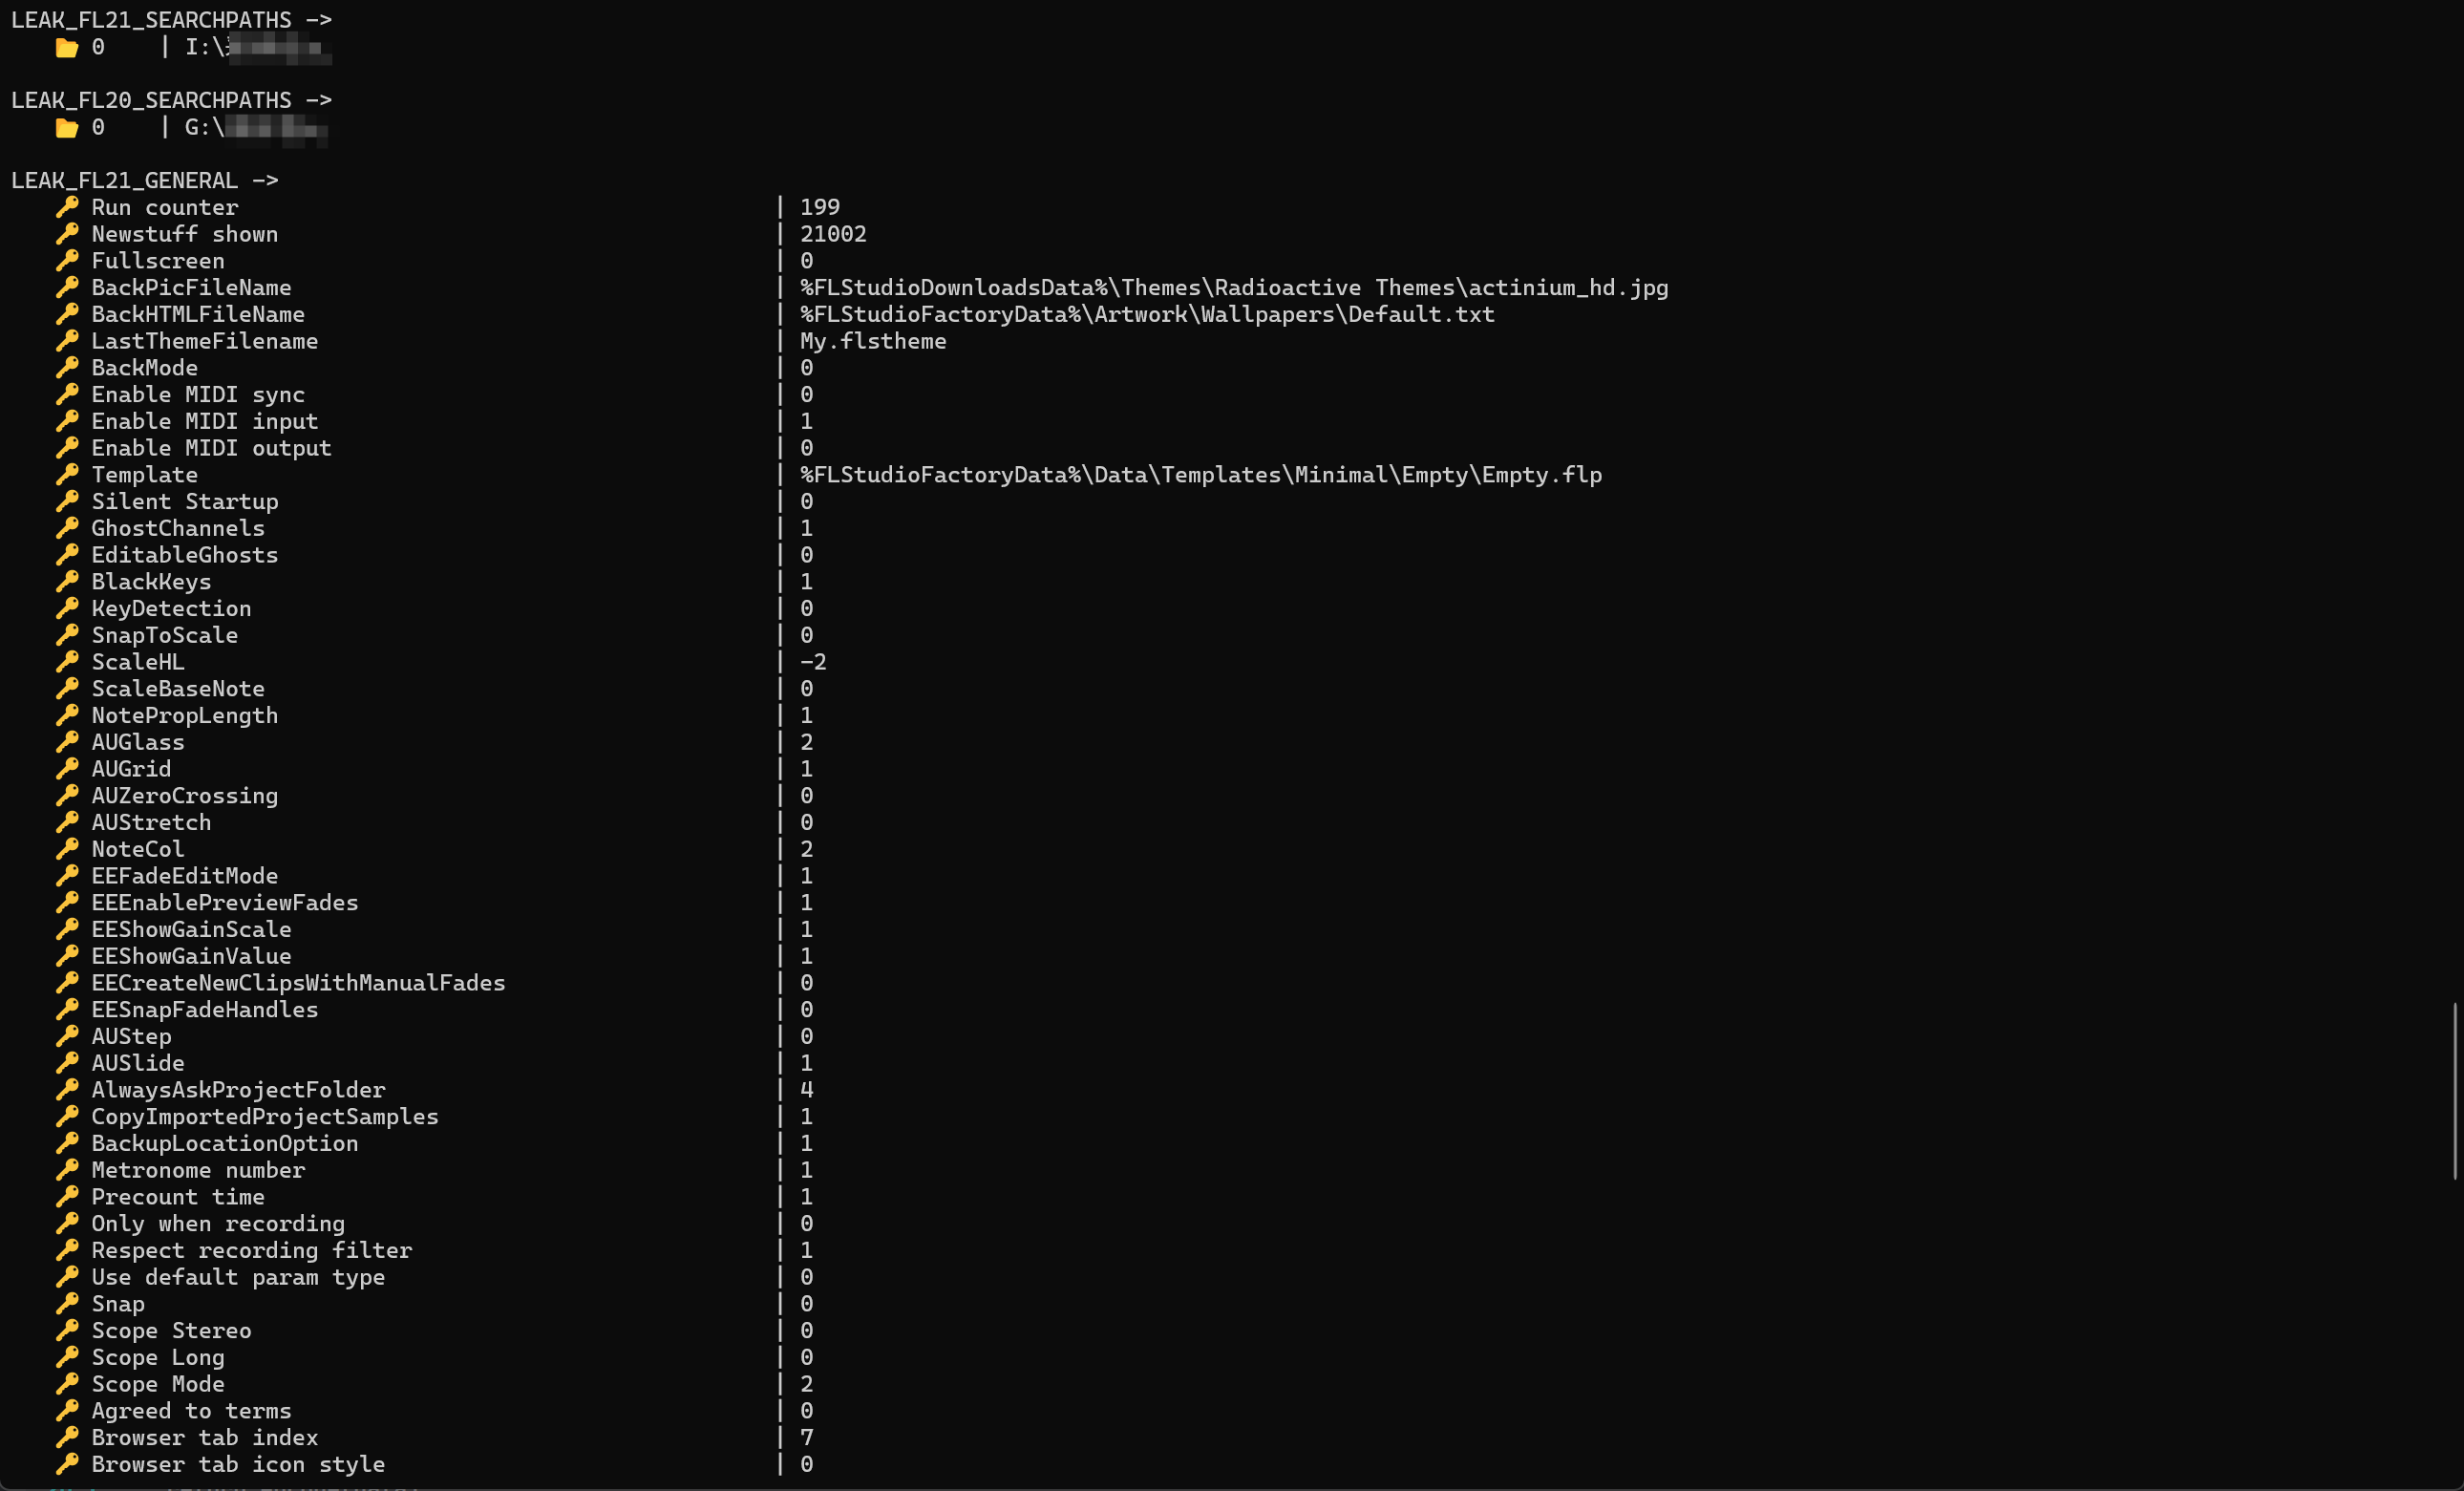 LEAK_FL21_SEARCHPATHS ->
📂 0 | I:\
LEAK_FL20_SEARCHPATHS ->
📂 0 | G:\
LEAK_FL21_GENERAL ->
🔑 Run counter | 199
🔑 Newstuff shown | 21002
🔑 Fullscreen | 0
🔑 BackPicFileName | %FLStudioDownloadsData%\Themes\Radioactive Themes\actinium_hd.jpg
🔑 BackHTMLFileName | %FLStudioFactoryData%\Artwork\Wallpapers\Default.txt
🔑 LastThemeFilename | My.flstheme
🔑 BackMode | 0
🔑 Enable MIDI sync | 0
🔑 Enable MIDI input | 1
🔑 Enable MIDI output | 0
🔑 Template | %FLStudioFactoryData%\Data\Templates\Minimal\Empty\Empty.flp
🔑 Silent Startup | 0
🔑 GhostChannels | 1
🔑 EditableGhosts | 0
🔑 BlackKeys | 1
🔑 KeyDetection | 0
🔑 SnapToScale | 0
🔑 ScaleHL | -2
🔑 ScaleBaseNote | 0
🔑 NotePropLength | 1
🔑 AUGlass | 2
🔑 AUGrid | 1
🔑 AUZeroCrossing | 0
🔑 AUStretch | 0
🔑 NoteCol | 2
🔑 EEFadeEditMode | 1
🔑 EEEnablePreviewFades | 1
🔑 EEShowGainScale | 1
🔑 EEShowGainValue | 1
🔑 EECreateNewClipsWithManualFades | 0
🔑 EESnapFadeHandles | 0
🔑 AUStep | 0
🔑 AUSlide | 1
🔑 AlwaysAskProjectFolder | 4
🔑 CopyImportedProjectSamples | 1
🔑 BackupLocationOption | 1
🔑 Metronome number | 1
🔑 Precount time | 1
🔑 Only when recording | 0
🔑 Respect recording filter | 1
🔑 Use default param type | 0
🔑 Snap | 0
🔑 Scope Stereo | 0
🔑 Scope Long | 0
🔑 Scope Mode | 2
🔑 Agreed to terms | 0
🔑 Browser tab index | 7
🔑 Browser tab icon style | 0